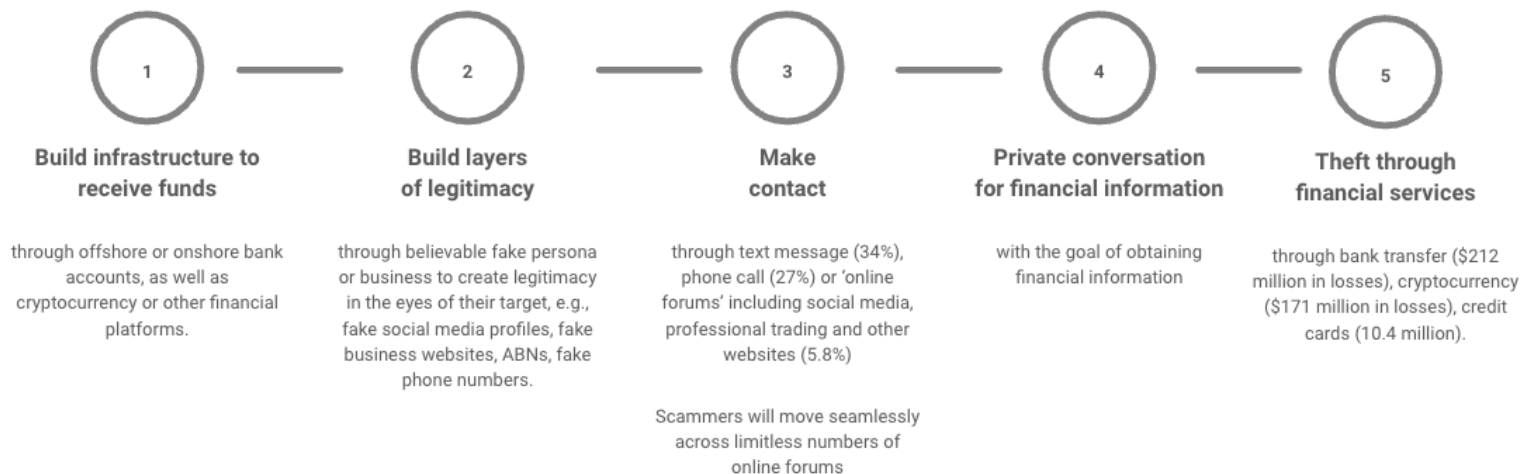 1
Build infrastructure to
receive funds
through offshore or onshore bank
accounts, as well as
cryptocurrency or other financial
platforms.
2
Build layers
of legitimacy
through believable fake persona
or business to create legitimacy
in the eyes of their target, e.g.,
fake social media profiles, fake
business websites, ABNs, fake
phone numbers.
3
Make
contact
through text message (34%),
phone call (27%) or ‘online
forums’ including social media,
professional trading and other
websites (5.8%)
Scammers will move seamlessly
across limitless numbers of
online forums
4
Private conversation
for financial information
with the goal of obtaining
financial information
5
Theft through
financial services
through bank transfer ($212
million in losses), cryptocurrency
($171 million in losses), credit
cards (10.4 million).